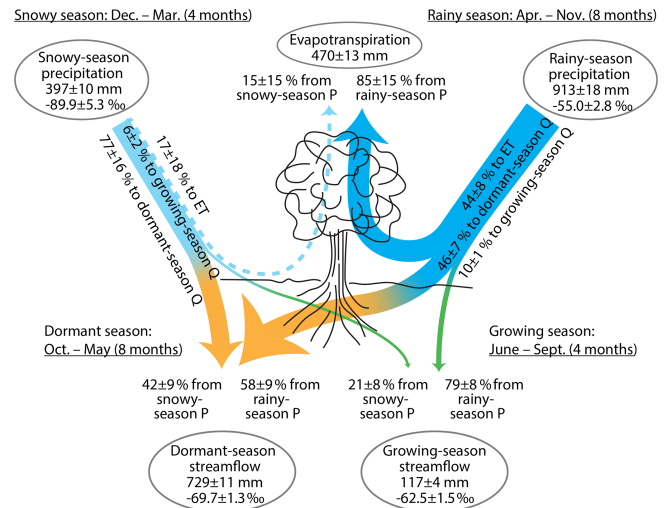 Snowy season: Dec. – Mar. (4 months)
Rainy season: Apr. – Nov. (8 months)
Evapotranspiration
470±13 mm
Snowy-season
precipitation
397±10 mm
-89.9±5.3 ‰
Rainy-season
precipitation
913±18 mm
-55.0±2.8 ‰
15±15 % from
snowy-season P
85±15 % from
rainy-season P
17±18 % to ET
6±2 % to growing-season Q
77±16 % to dormant-season Q
44±8 % to ET
46±7 % to dormant-season Q
10±1 % to growing-season Q
Dormant season:
Oct. – May (8 months)
Growing season:
June – Sept. (4 months)
42±9 % from
snowy-
season P
58±9 % from
rainy-
season P
21±8 % from
snowy-
season P
79±8 % from
rainy-
season P
Dormant-season
streamflow
729±11 mm
-69.7±1.3 ‰
Growing-season
streamflow
117±4 mm
-62.5±1.5 ‰